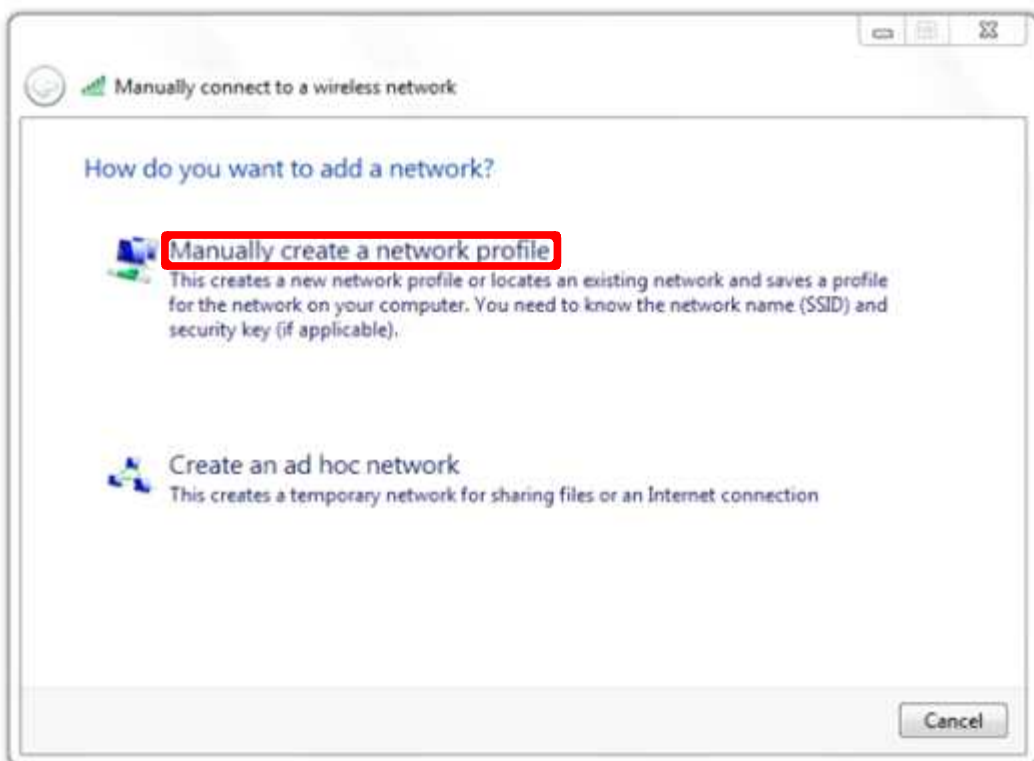 Manually connect to a wireless network
How do you want to add a network?
Manually create a network profile
This creates a new network profile or locates an existing network and saves a profile
for the network on your computer. You need to know the network name (SSID) and
security key (if applicable).
Create an ad hoc network
This creates a temporary network for sharing files or an Internet connection
Cancel